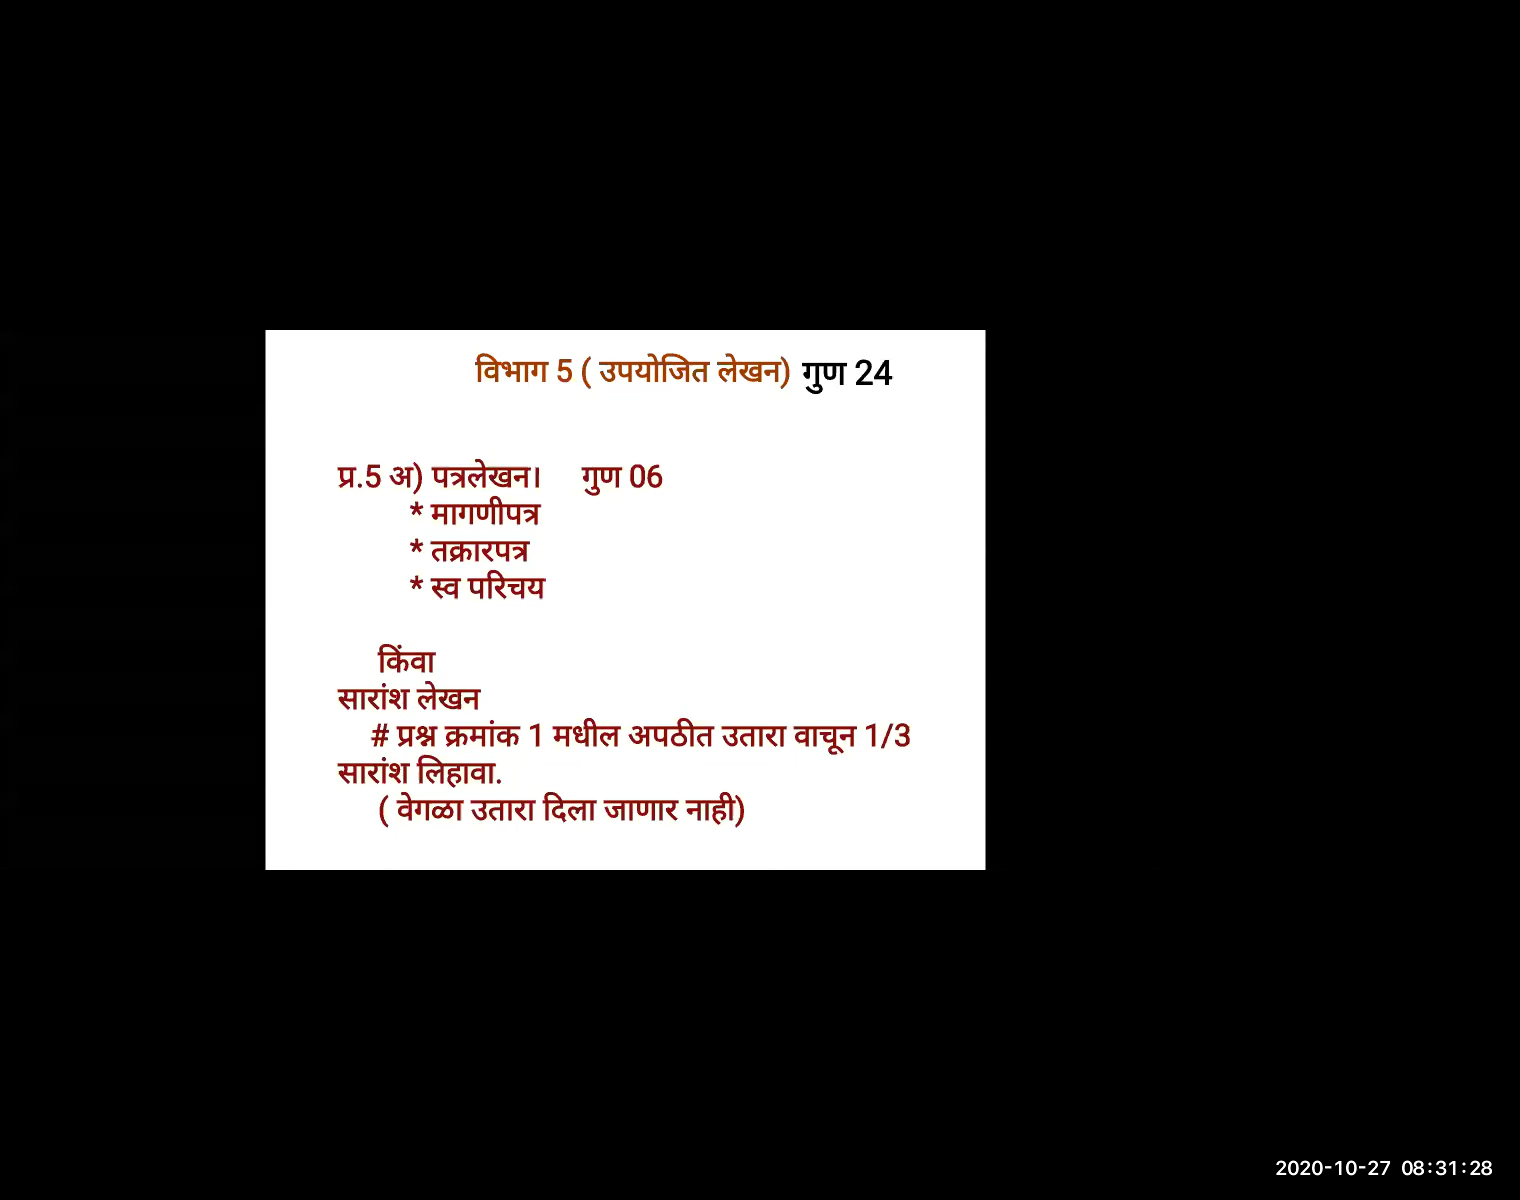 विभाग 5 ( उपयोजित लेखन) गुण 24
प्र.5 अ) पत्रलेखन। गुण 06
* मागणीपत्र
* तक्रारपत्र
* स्व परिचय
किंवा
सारांश लेखन
# प्रश्न क्रमांक 1 मधील अपठीत उतारा वाचून 1/3
सारांश लिहावा.
( वेगळा उतारा दिला जाणार नाही)
2020-10-27 08:31:28